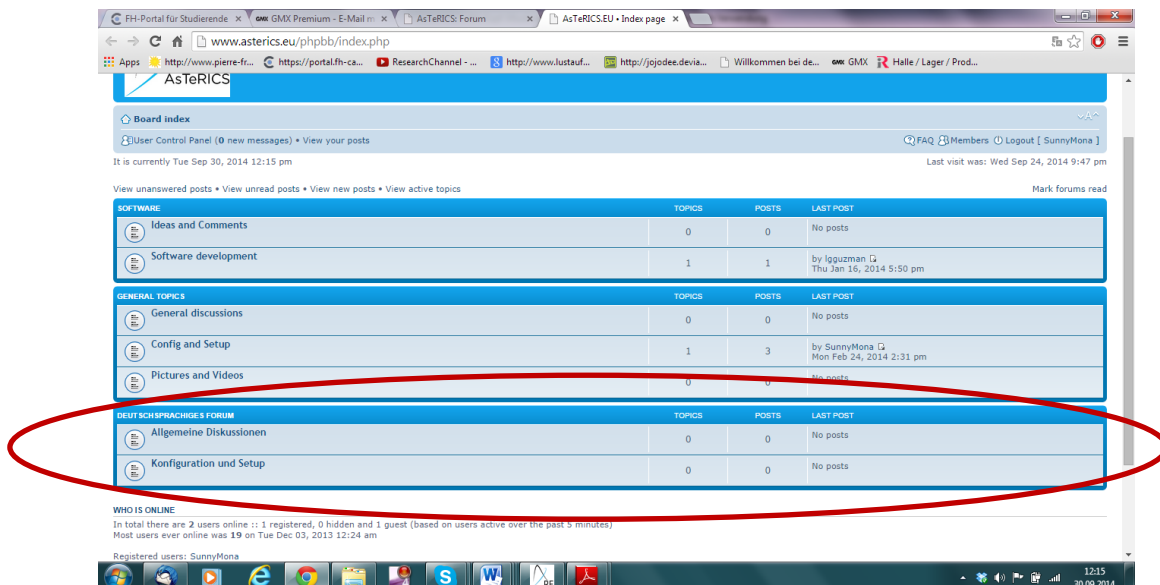 FH-Portal für Studierende
GMX GMX Premium - E-Mail m
AsTeRICS: Forum
AsTeRICS.EU • Index page
www.asterics.eu/phpbb/index.php
Apps http://www.pierre-fr... https://portal.fh-ca... ResearchChannel - ... http://www.lustauf... http://jojodee.devia... Willkommen bei de... GMX GMX Halle / Lager / Prod...
AsTeRICS
Board index
User Control Panel (0 new messages) • View your posts
FAQ Members Logout [ SunnyMona ]
It is currently Tue Sep 30, 2014 12:15 pm
Last visit was: Wed Sep 24, 2014 9:47 pm
View unanswered posts • View unread posts • View new posts • View active topics
Mark forums read
SOFTWARE TOPICS POSTS LAST POST
Ideas and Comments 0 0 No posts
Software development 1 1 by lgguzman
Thu Jan 16, 2014 5:50 pm
GENERAL TOPICS TOPICS POSTS LAST POST
General discussions 0 0 No posts
Config and Setup 1 3 by SunnyMona
Mon Feb 24, 2014 2:31 pm
Pictures and Videos 0 0 No posts
DEUTSCHSPRACHIGES FORUM TOPICS POSTS LAST POST
Allgemeine Diskussionen 0 0 No posts
Konfiguration und Setup 0 0 No posts
WHO IS ONLINE
In total there are 2 users online :: 1 registered, 0 hidden and 1 guest (based on users active over the past 5 minutes)
Most users ever online was 19 on Tue Dec 03, 2013 12:24 am
Registered users: SunnyMona
12:15
30.09.2014